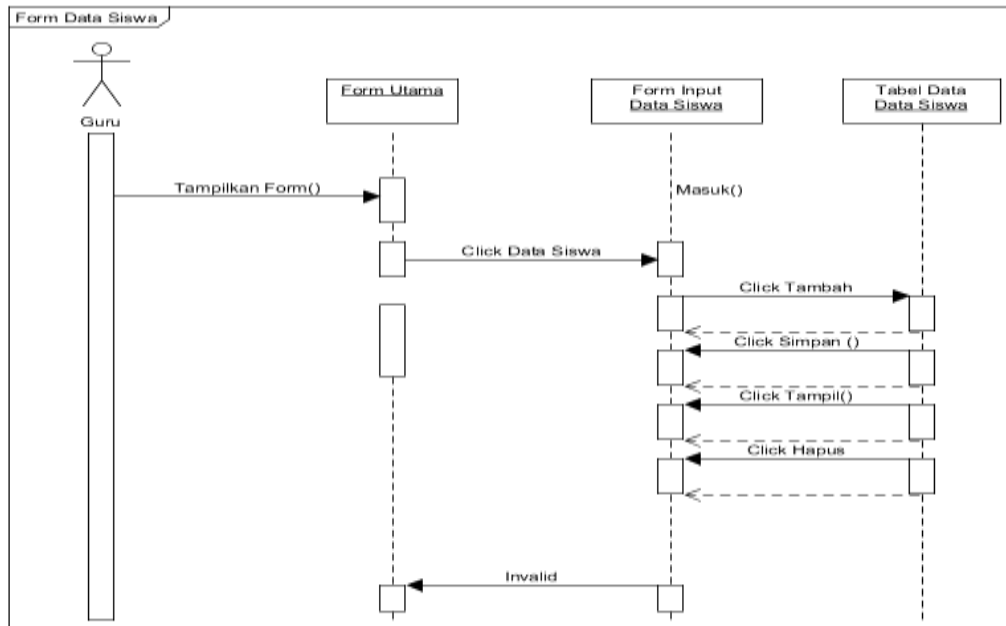 Form Data Siswa
Guru
Form Utama
Form Input
Data Siswa
Tabel Data
Data Siswa
Tampilkan Form()
Masuk()
Click Data Siswa
Click Tambah
Click Simpan ()
Click Tampil()
Click Hapus
Invalid